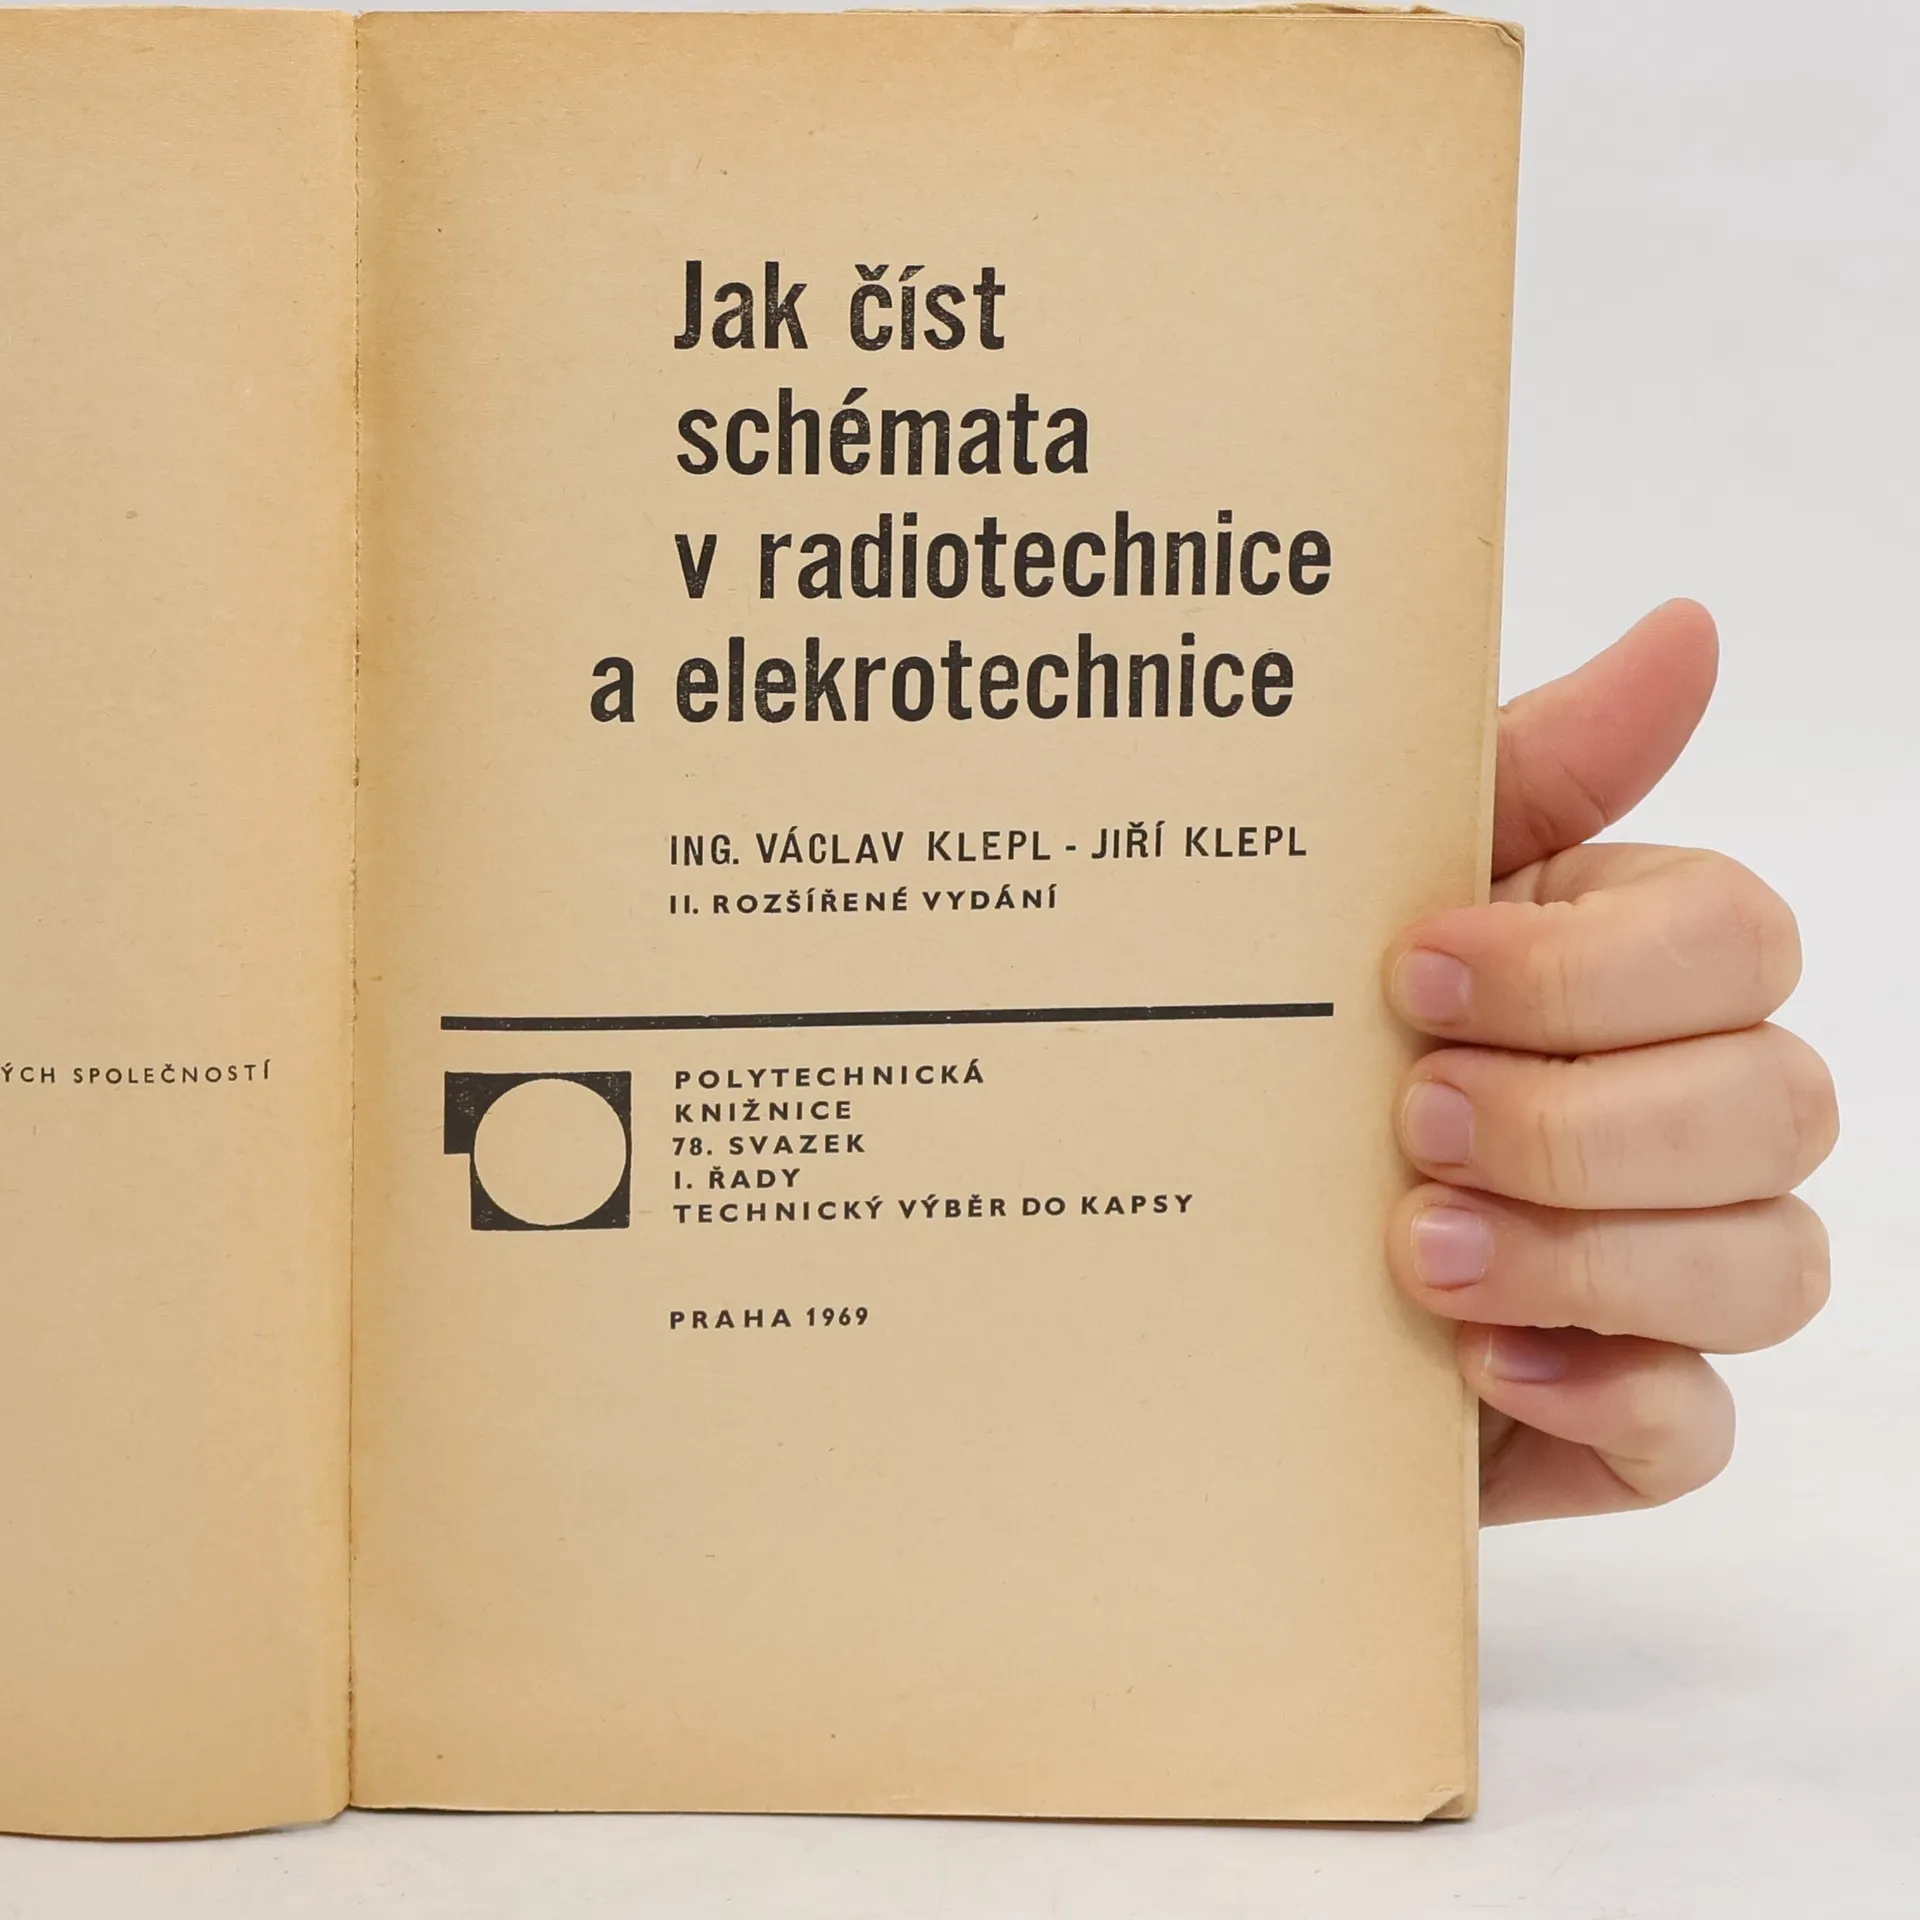 ÝCH SPOLEČNOSTÍ
Jak číst
schémata
v radiotechnice
a elekrotechnice
ING. VÁCLAV KLEPL - JIŘÍ KLEPL
II. ROZŠÍŘENÉ VYDÁNÍ
POLYTECHNICKÁ
KNIŽNICE
78. SVAZEK
I. ŘADY
TECHNICKÝ VÝBĚR DO KAPSY
PRAHA 1969